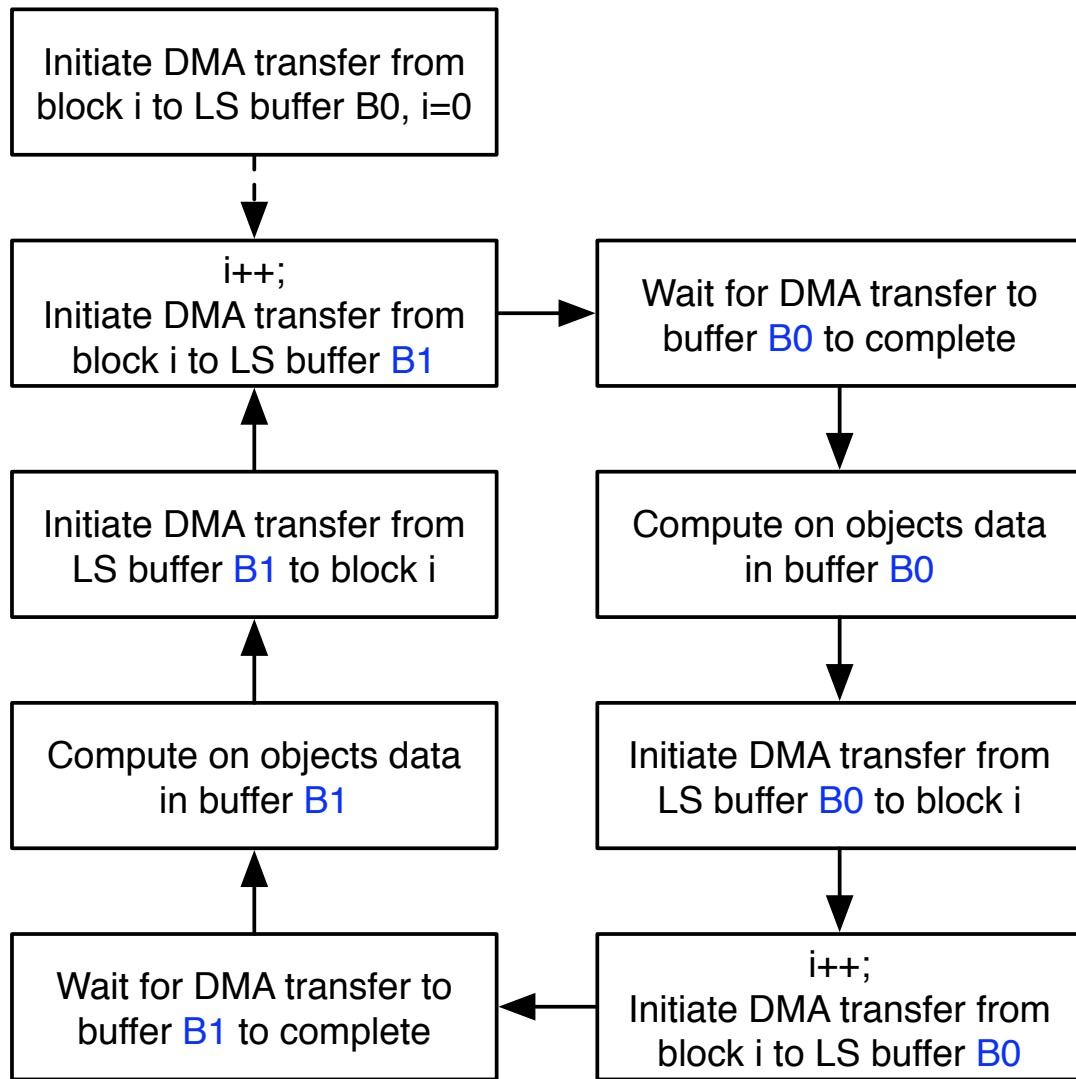 Initiate DMA transfer from
block i to LS buffer B0, i=0
i++;
Initiate DMA transfer from
block i to LS buffer B1
Wait for DMA transfer to
buffer B0 to complete
Compute on objects data
in buffer B0
Initiate DMA transfer from
LS buffer B0 to block i
i++;
Initiate DMA transfer from
block i to LS buffer B0
Wait for DMA transfer to
buffer B1 to complete
Compute on objects data
in buffer B1
Initiate DMA transfer from
LS buffer B1 to block i